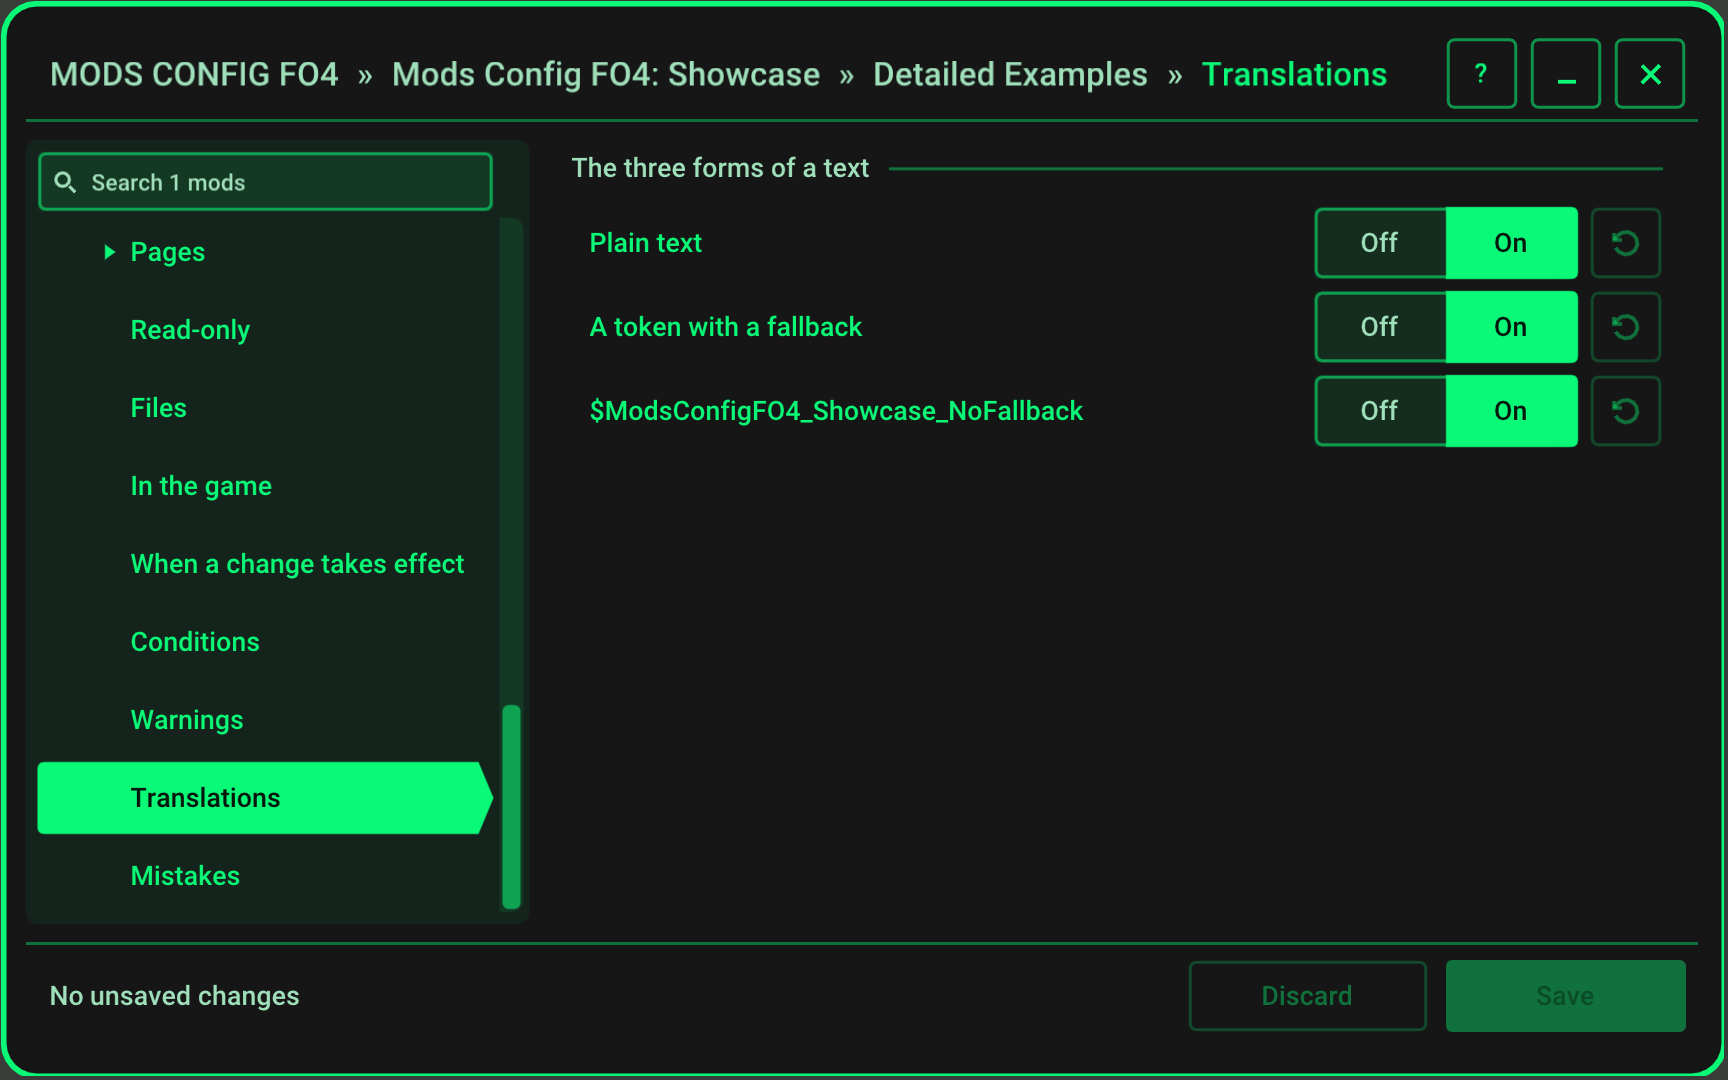 MODS CONFIG FO4 » Mods Config FO4: Showcase » Detailed Examples » Translations
?
Search 1 mods
Pages
Read-only
Files
In the game
When a change takes effect
Conditions
Warnings
Translations
Mistakes
The three forms of a text
Plain text Off On
A token with a fallback Off On
$ModsConfigFO4_Showcase_NoFallback Off On
No unsaved changes
Discard
Save